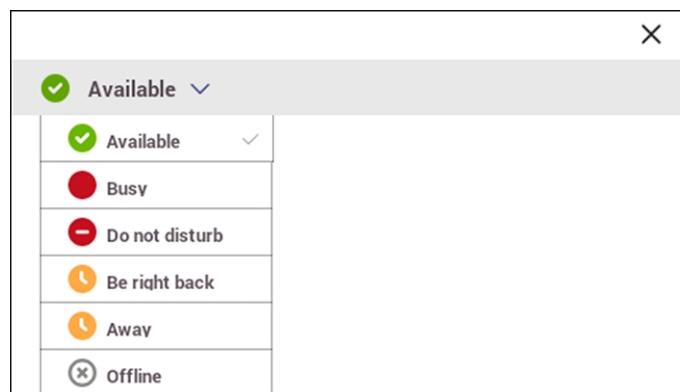 Available
Available
Busy
Do not disturb
Be right back
Away
Offline